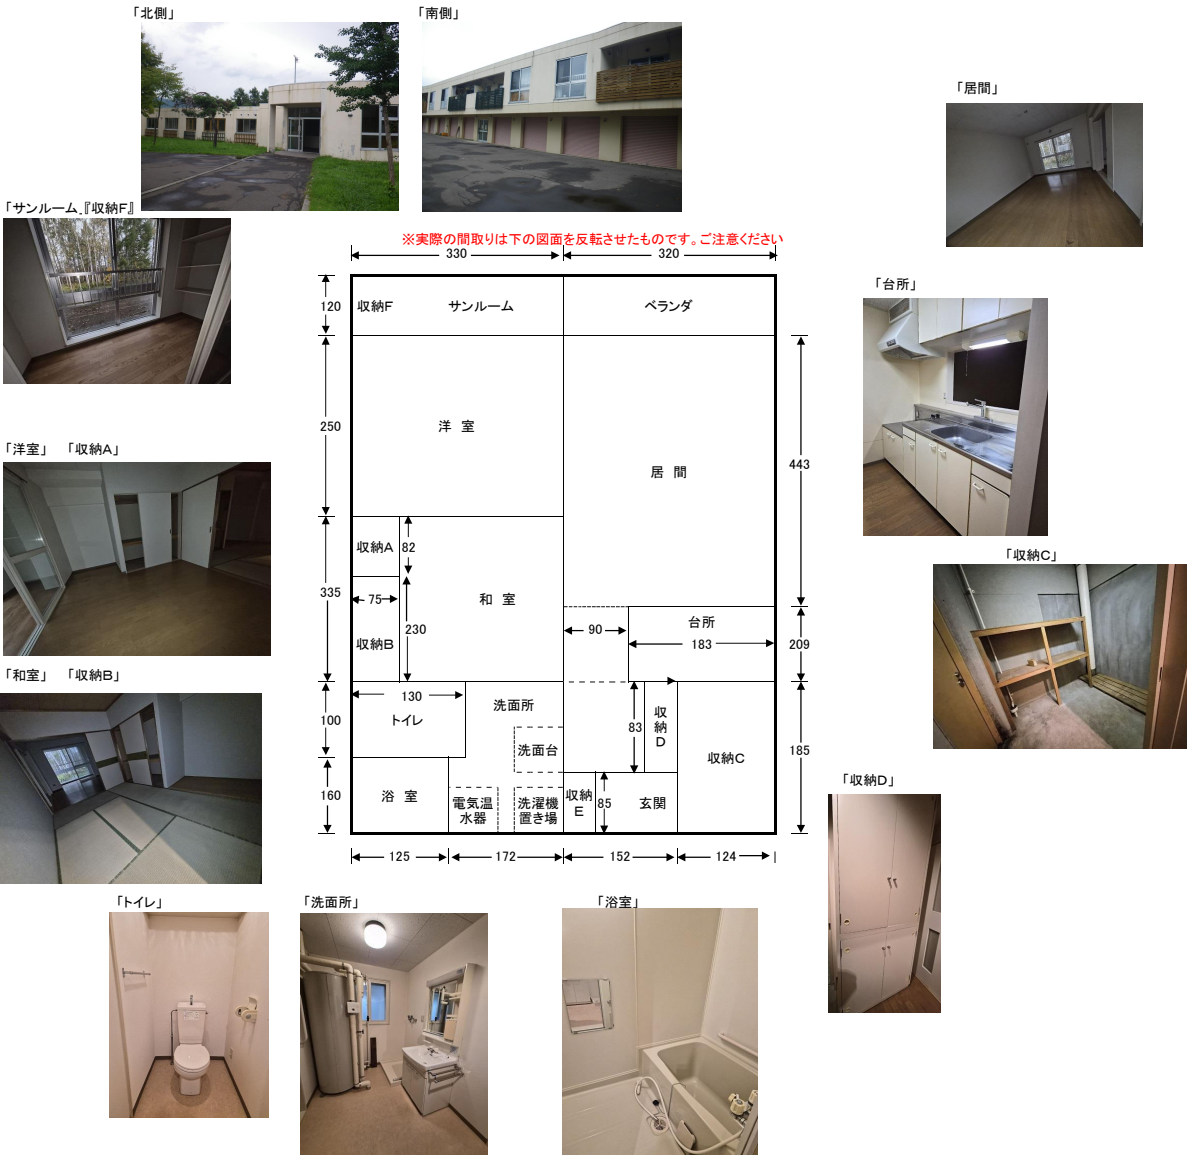 「北側」
「南側」
「居間」
「サンルーム」『収納F』
※実際の間取りは下の図面を反転させたものです。ご注意ください
330
320
「台所」
120
収納F
サンルーム
ベランダ
250
洋 室
443
居 間
「洋室」 「収納A」
収納A
82
335
75
和 室
230
収納B
90
台所
183
209
「収納C」
「和室」 「収納B」
130
100
トイレ
洗面所
洗面台
83
収納D
収納C
185
「収納D」
160
浴 室
電気温
水器
洗濯機
置き場
収納
E
85
玄関
125
172
152
124
「トイレ」
「洗面所」
「浴室」